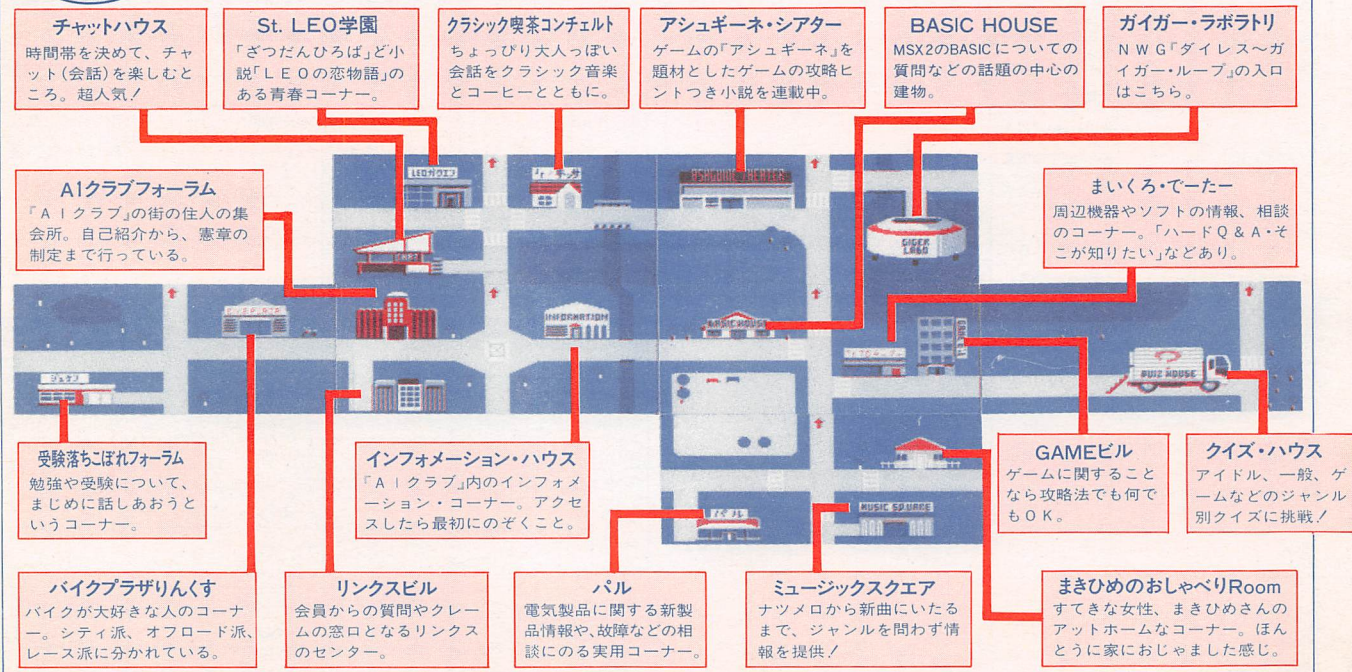 チャットハウス
時間帯を決めて、チャ
ット(会話)を楽しむと
ころ。超人気!
St. LEO学園
「ざつだんひろば」ど小
説「LEOの恋物語」の
ある青春コーナー。
クラシック喫茶コンチェルト
ちょっぴり大人っぽい
会話をクラシック音楽
とコーヒーとともに。
アシュギーネ・シアター
ゲームの『アシュギーネ』を
題材としたゲームの攻略ヒ
ントつき小説を連載中。
BASIC HOUSE
MSX2のBASICについての
質問などの話題の中心の
建物。
ガイガー・ラボラトリ
NWG『ダイレス〜ガ
イガー・ループ』の入口
はこちら。
A1クラブフォーラム
『A1クラブ』の街の住人の集
会所。自己紹介から、憲章の
制定まで行っている。
まいくろ・でーたー
周辺機器やソフトの情報、相談
のコーナー。「ハードQ&A・そ
こが知りたい」などあり。
LEOガクエン
ASHGUINE THEATER
GIGER
LABO
INFORMATION
BASIC HOUSE
QUIZ HOUSE
ジュケン
パル
MUSIC SQUARE
受験落ちこぼれフォーラム
勉強や受験について、
まじめに話しあおうと
いうコーナー。
インフォメーション・ハウス
『A1クラブ』内のインフォメ
ーション・コーナー。アクセ
スしたら最初にのぞくこと。
GAMEビル
ゲームに関すること
なら攻略法でも何で
もOK。
クイズ・ハウス
アイドル、一般、ゲ
ームなどのジャンル
別クイズに挑戦!
バイクプラザりんくす
バイクが大好きな人のコーナ
ー。シティ派、オフロード派、
レース派に分かれている。
リンクスビル
会員からの質問やクレー
ムの窓口となるリンクス
のセンター。
パル
電気製品に関する新製
品情報や、故障などの相
談にのる実用コーナー。
ミュージックスクエア
ナツメロから新曲にいたる
まで、ジャンルを問わず情
報を提供!
まきひめのおしゃべりRoom
すてきな女性、まきひめさんの
アットホームなコーナー。ほん
とうに家におじゃました感じ。